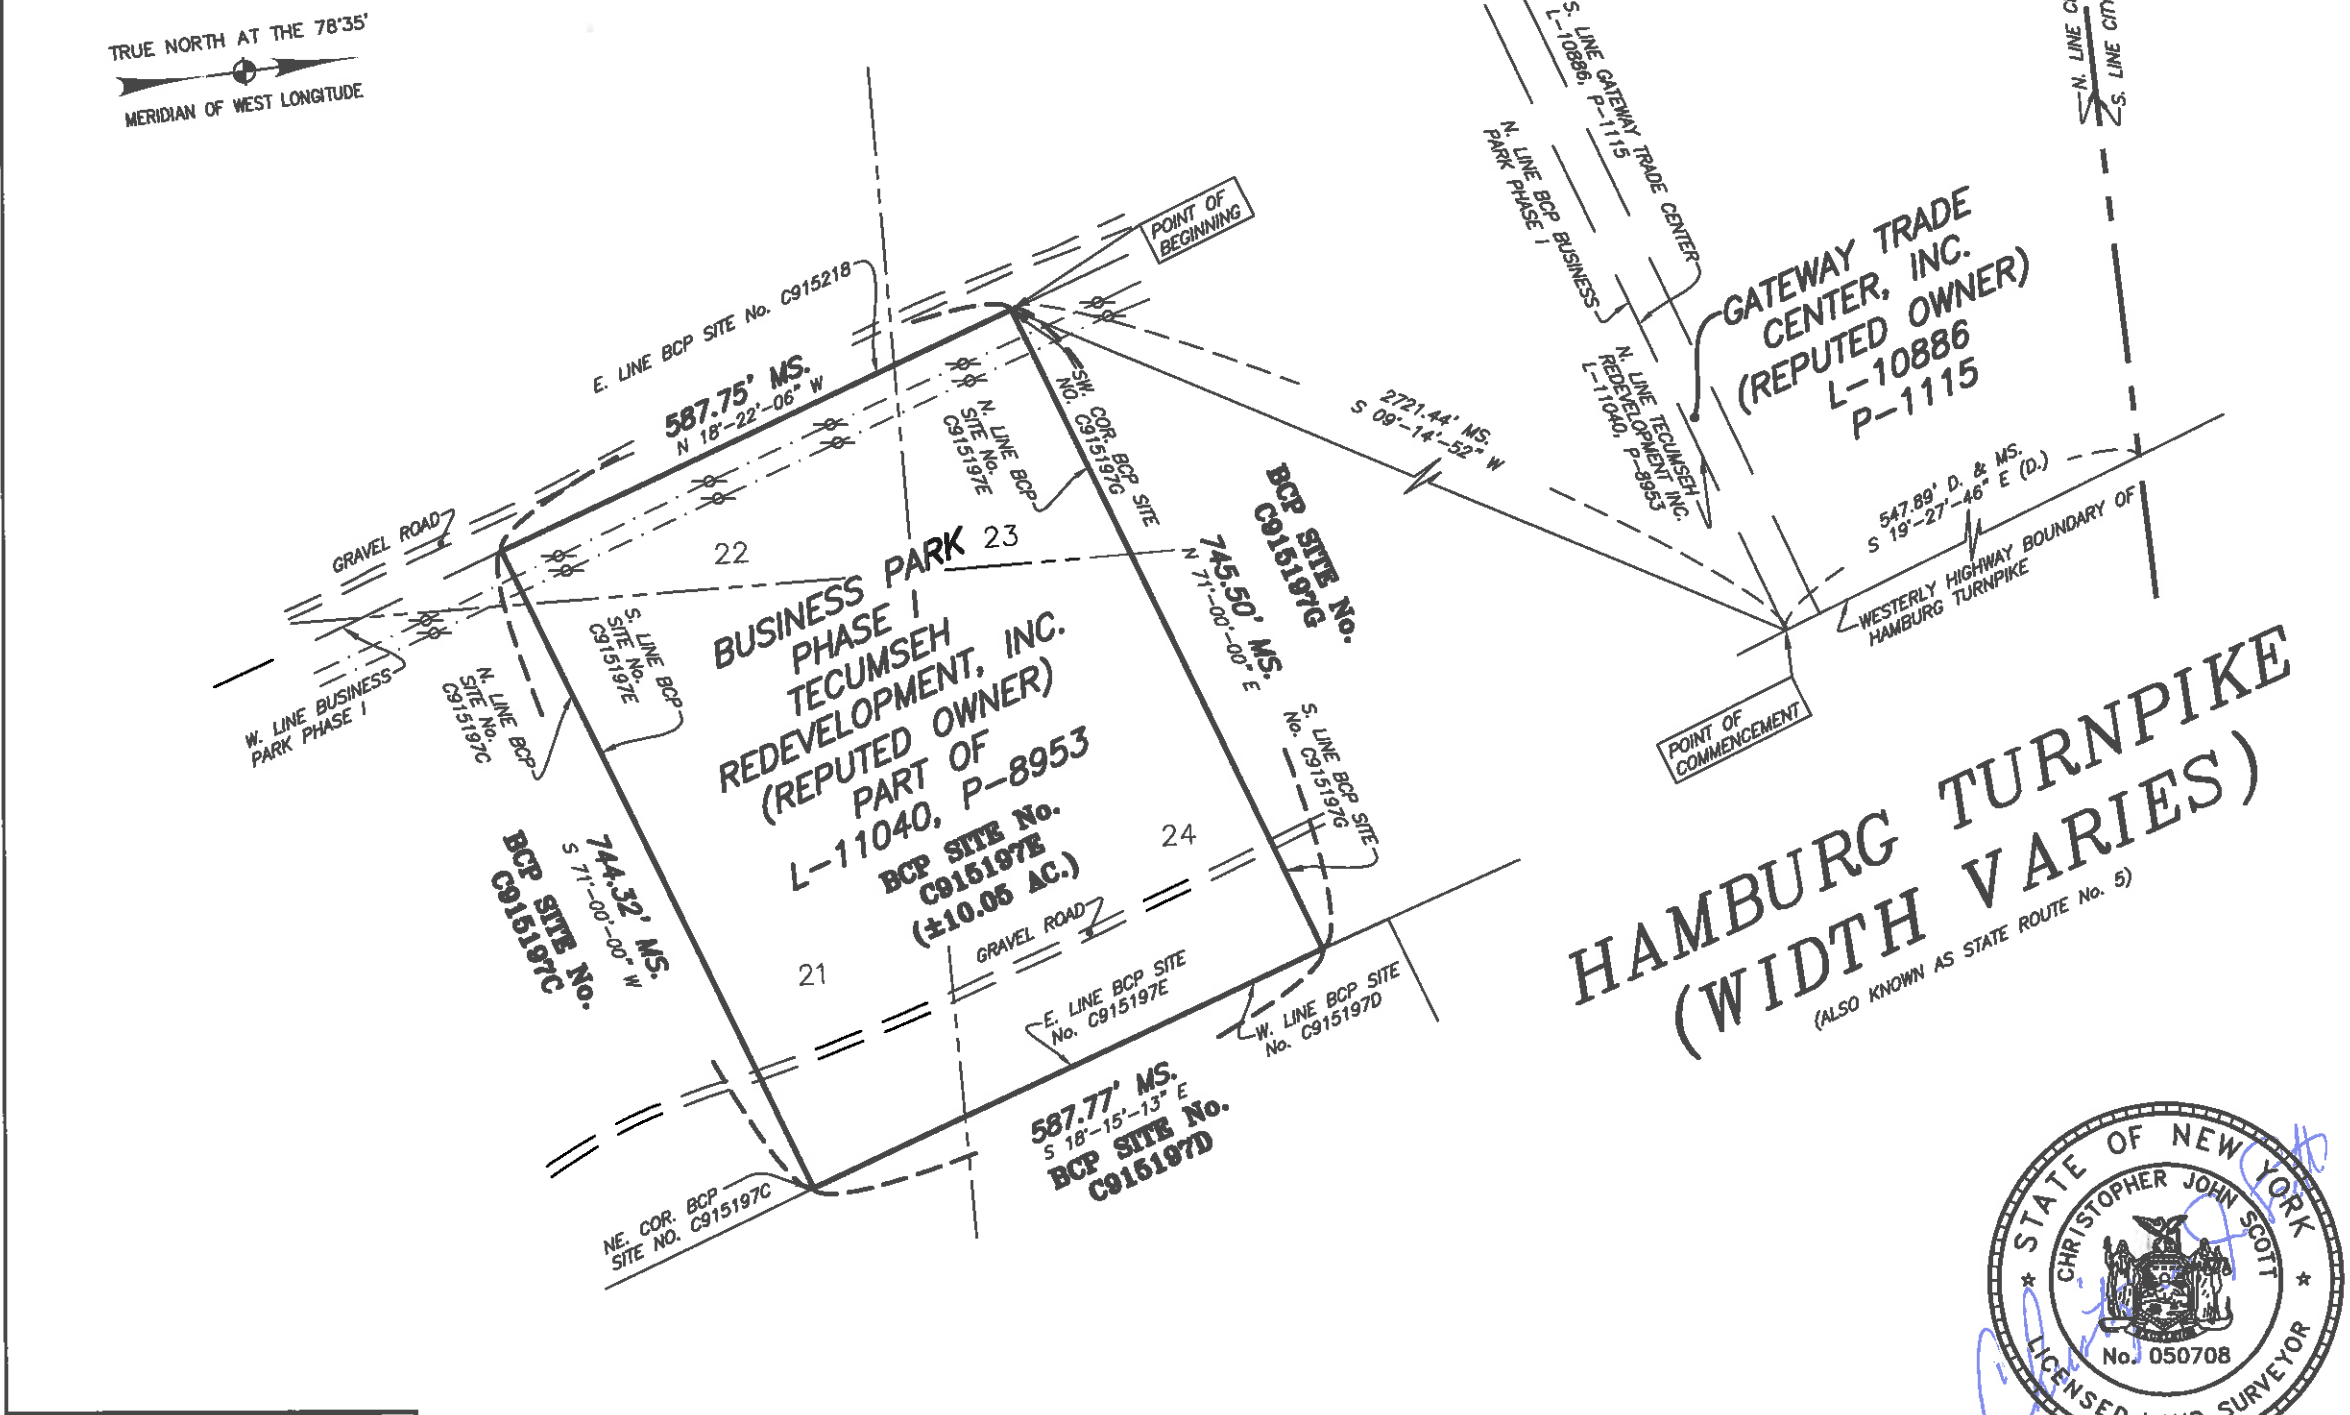 TRUE NORTH AT THE 78°35'
MERIDIAN OF WEST LONGITUDE
S. LINE GATEWAY TRADE CENTER
L-10886, P-1115
N. LINE BCP BUSINESS
PARK PHASE I
N. LINE
S. LINE CITY
POINT OF
BEGINNING
E. LINE BCP SITE No. C915218
587.75' MS.
N 18°-22'-06" W
GATEWAY TRADE
CENTER, INC.
(REPUTED OWNER)
L-10886
P-1115
N. LINE TECUMSEH
REDEVELOPMENT INC.
L-11040, P-8953
2721.44' MS.
S 09°-14'-52" W
547.89' D. & MS.
S 19°-27'-46" E (D.)
WESTERLY HIGHWAY BOUNDARY OF
HAMBURG TURNPIKE
POINT OF
COMMENCEMENT
SW. COR. BCP SITE
NO. C915197G
N. LINE BCP
SITE No.
C915197E
BCP SITE No.
C915197G
745.50' MS.
N 71°-00'-00" E
GRAVEL ROAD
22
23
W. LINE BUSINESS
PARK PHASE I
N. LINE BCP
SITE No.
C915197C
S. LINE BCP
SITE No.
C915197E
BUSINESS PARK
PHASE I
TECUMSEH
REDEVELOPMENT, INC.
(REPUTED OWNER)
PART OF
L-11040, P-8953
BCP SITE No.
C915197E
(±10.05 AC.)
S. LINE BCP SITE
No. C915197G
24
21
BCP SITE No.
C915197C
744.32' MS.
S 71°-00'-00" W
GRAVEL ROAD
E. LINE BCP SITE
No. C915197E
W. LINE BCP SITE
No. C915197D
587.77' MS.
S 18°-15'-13" E
BCP SITE No.
C915197D
NE. COR. BCP
SITE NO. C915197C
HAMBURG TURNPIKE
(WIDTH VARIES)
(ALSO KNOWN AS STATE ROUTE No. 5)
STATE OF NEW YORK
CHRISTOPHER JOHN SCOTT
No. 050708
LICENSED LAND SURVEYOR